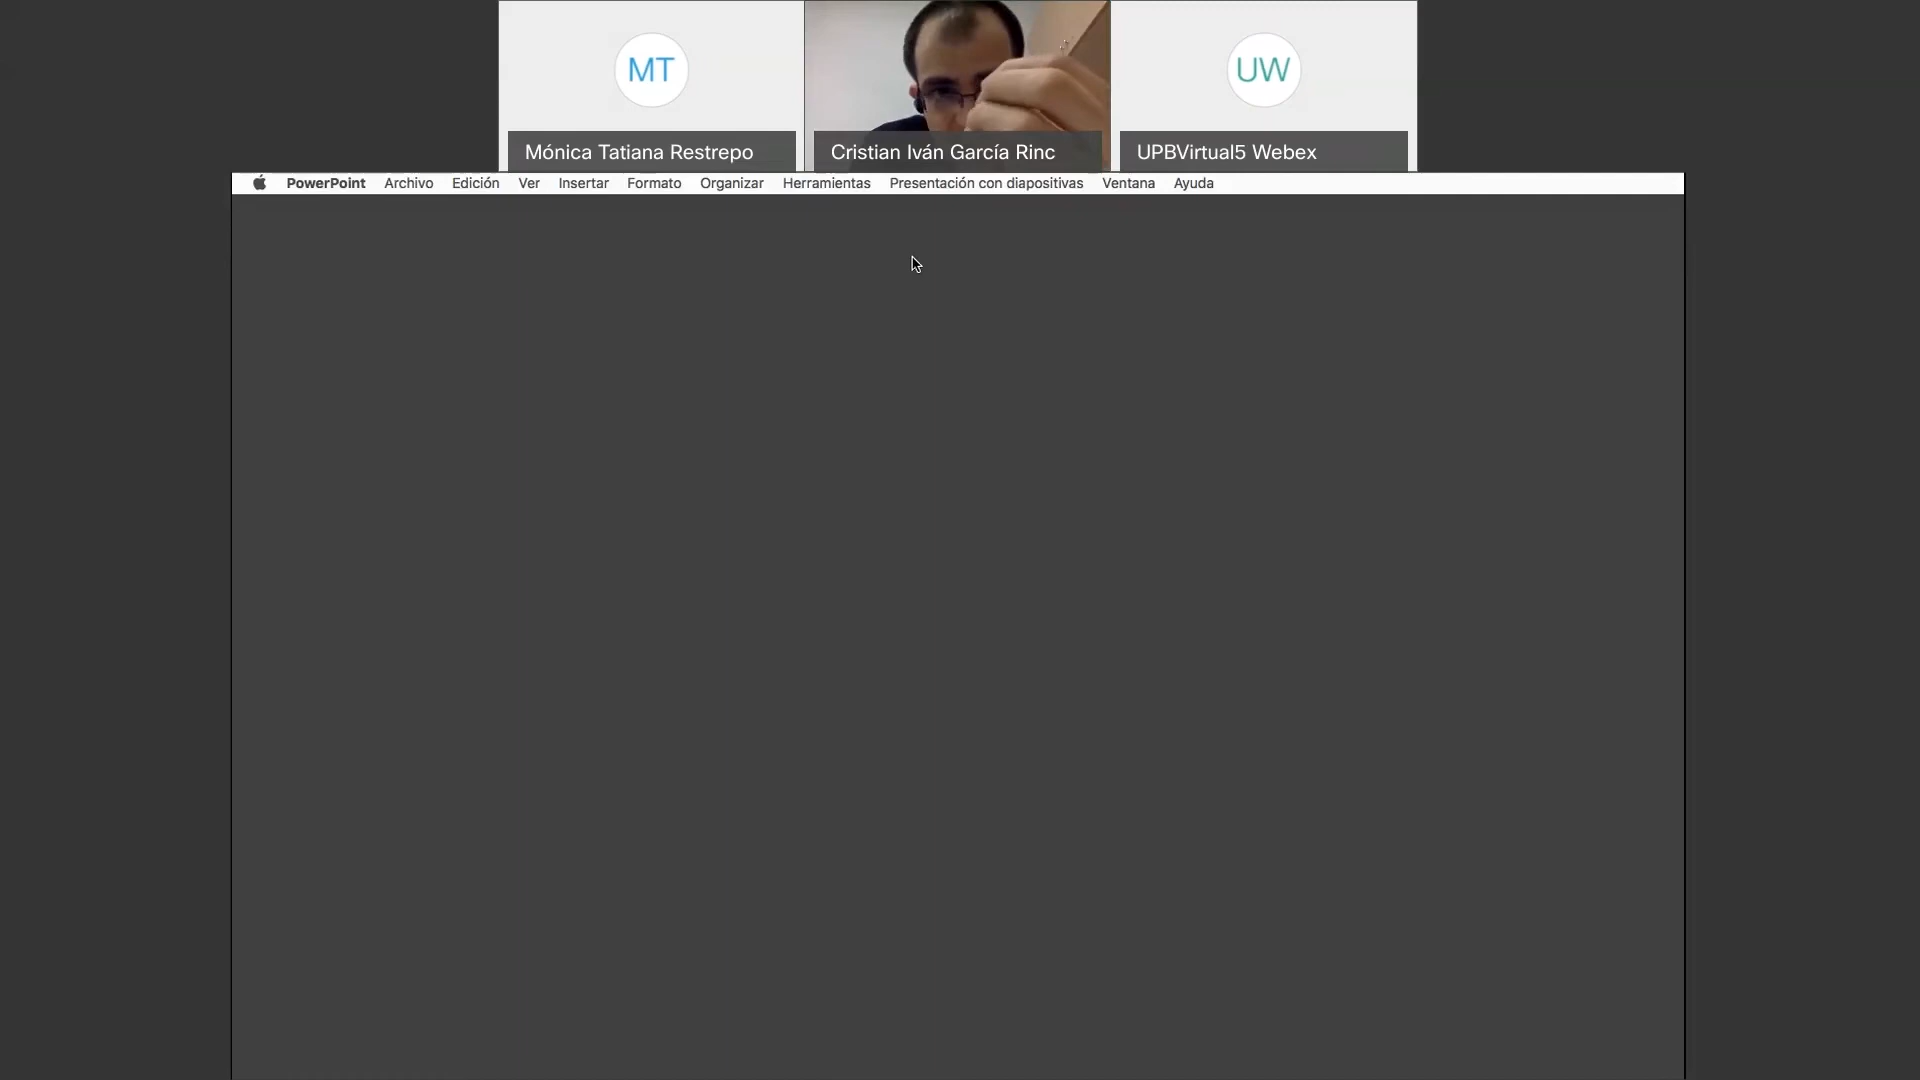 MT
UW
Mónica Tatiana Restrepo
Cristian Iván García Rinc
UPBVirtual5 Webex
PowerPoint Archivo Edición Ver Insertar Formato Organizar Herramientas Presentación con diapositivas Ventana Ayuda